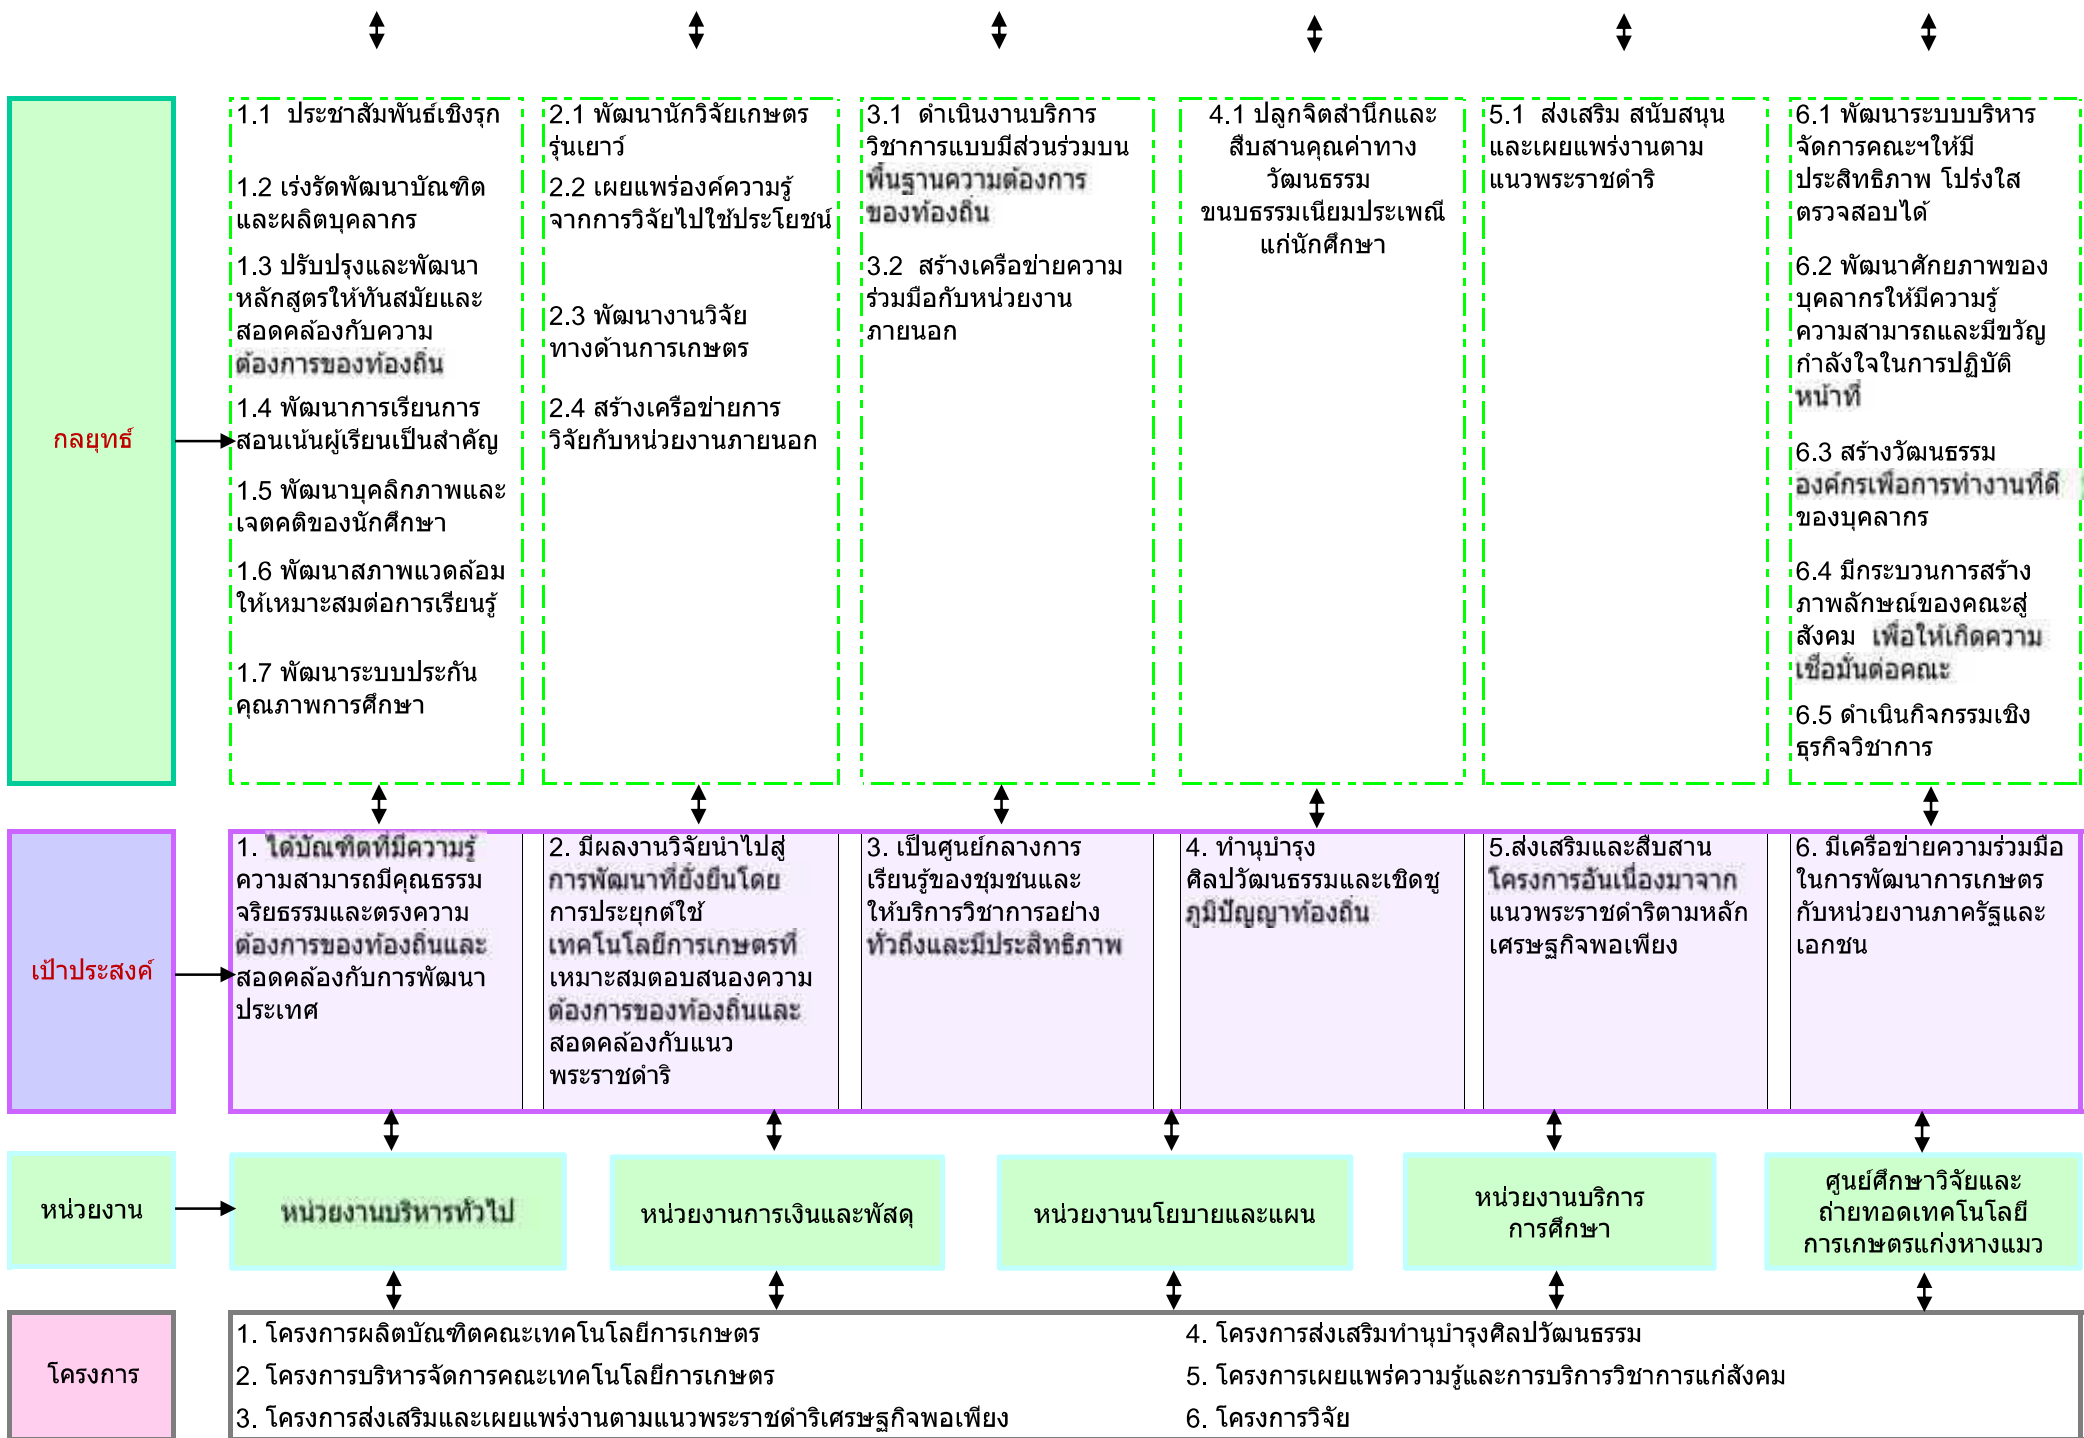 กลยุทธ์
1.1 ประชาสัมพันธ์เชิงรุก
1.2 เร่งรัดพัฒนาบัณฑิต
และผลิตบุคลากร
1.3 ปรับปรุงและพัฒนา
หลักสูตรให้ทันสมัยและ
สอดคล้องกับความ
ต้องการของท้องถิ่น
1.4 พัฒนาการเรียนการ
สอนเน้นผู้เรียนเป็นสำคัญ
1.5 พัฒนาบุคลิกภาพและ
เจตคติของนักศึกษา
1.6 พัฒนาสภาพแวดล้อม
ให้เหมาะสมต่อการเรียนรู้
1.7 พัฒนาระบบประกัน
คุณภาพการศึกษา
2.1 พัฒนานักวิจัยเกษตร
รุ่นเยาว์
2.2 เผยแพร่องค์ความรู้
จากการวิจัยไปใช้ประโยชน์
2.3 พัฒนางานวิจัย
ทางด้านการเกษตร
2.4 สร้างเครือข่ายการ
วิจัยกับหน่วยงานภายนอก
3.1 ดำเนินงานบริการ
วิชาการแบบมีส่วนร่วมบน
พื้นฐานความต้องการ
ของท้องถิ่น
3.2 สร้างเครือข่ายความ
ร่วมมือกับหน่วยงาน
ภายนอก
4.1 ปลูกจิตสำนึกและ
สืบสานคุณค่าทาง
วัฒนธรรม
ขนบธรรมเนียมประเพณี
แก่นักศึกษา
5.1 ส่งเสริม สนับสนุน
และเผยแพร่งานตาม
แนวพระราชดำริ
6.1 พัฒนาระบบบริหาร
จัดการคณะฯให้มี
ประสิทธิภาพ โปร่งใส
ตรวจสอบได้
6.2 พัฒนาศักยภาพของ
บุคลากรให้มีความรู้
ความสามารถและมีขวัญ
กำลังใจในการปฏิบัติ
หน้าที่
6.3 สร้างวัฒนธรรม
องค์กรเพื่อการทำงานที่ดี
ของบุคลากร
6.4 มีกระบวนการสร้าง
ภาพลักษณ์ของคณะสู่
สังคม เพื่อให้เกิดความ
เชื่อมั่นต่อคณะ
6.5 ดำเนินกิจกรรมเชิง
ธุรกิจวิชาการ
เป้าประสงค์
1. ได้บัณฑิตที่มีความรู้
ความสามารถมีคุณธรรม
จริยธรรมและตรงความ
ต้องการของท้องถิ่นและ
สอดคล้องกับการพัฒนา
ประเทศ
2. มีผลงานวิจัยนำไปสู่
การพัฒนาที่ยั่งยืนโดย
การประยุกต์ใช้
เทคโนโลยีการเกษตรที่
เหมาะสมตอบสนองความ
ต้องการของท้องถิ่นและ
สอดคล้องกับแนว
พระราชดำริ
3. เป็นศูนย์กลางการ
เรียนรู้ของชุมชนและ
ให้บริการวิชาการอย่าง
ทั่วถึงและมีประสิทธิภาพ
4. ทำนุบำรุง
ศิลปวัฒนธรรมและเชิดชู
ภูมิปัญญาท้องถิ่น
5.ส่งเสริมและสืบสาน
โครงการอันเนื่องมาจาก
แนวพระราชดำริตามหลัก
เศรษฐกิจพอเพียง
6. มีเครือข่ายความร่วมมือ
ในการพัฒนาการเกษตร
กับหน่วยงานภาครัฐและ
เอกชน
หน่วยงาน
หน่วยงานบริหารทั่วไป
หน่วยงานการเงินและพัสดุ
หน่วยงานนโยบายและแผน
หน่วยงานบริการ
การศึกษา
ศูนย์ศึกษาวิจัยและ
ถ่ายทอดเทคโนโลยี
การเกษตรแก่งหางแมว
โครงการ
1. โครงการผลิตบัณฑิตคณะเทคโนโลยีการเกษตร
2. โครงการบริหารจัดการคณะเทคโนโลยีการเกษตร
3. โครงการส่งเสริมและเผยแพร่งานตามแนวพระราชดำริเศรษฐกิจพอเพียง
4. โครงการส่งเสริมทำนุบำรุงศิลปวัฒนธรรม
5. โครงการเผยแพร่ความรู้และการบริการวิชาการแก่สังคม
6. โครงการวิจัย